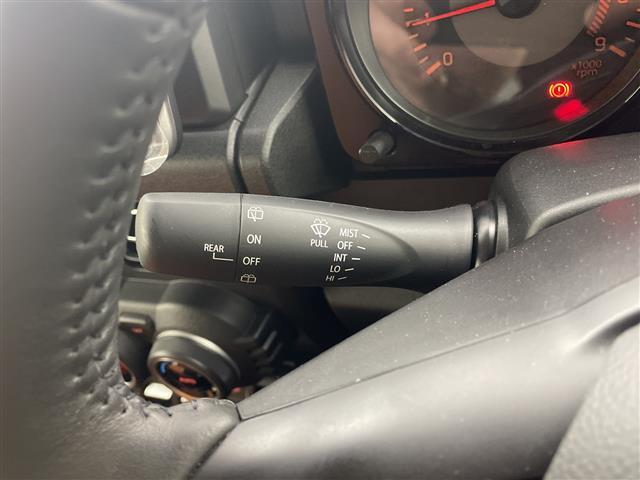 0
9
x1000
rpm
REAR
ON
OFF
PULL
MIST
OFF
INT
LO
HI